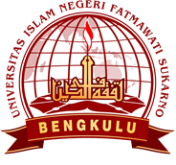 UNIVERSITAS ISLAM NEGERI FATMAWATI SUKARNO
BENGKULU